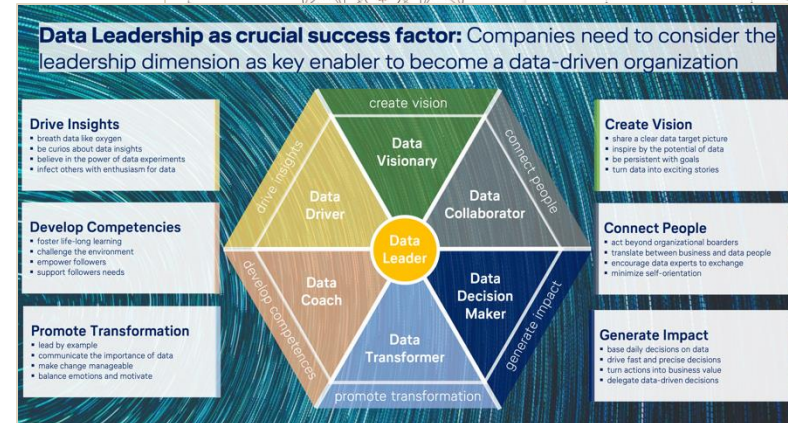 Data Leadership as crucial success factor: Companies need to consider the
leadership dimension as key enabler to become a data-driven organization
Drive Insights
▪ breath data like oxygen
▪ be curios about data insights
▪ believe in the power of data experiments
▪ infect others with enthusiasm for data
Develop Competencies
▪ foster life-long learning
▪ challenge the environment
▪ empower followers
▪ support followers needs
Promote Transformation
▪ lead by example
▪ communicate the importance of data
▪ make change manageable
▪ balance emotions and motivate
create vision
Data
Visionary
connect people
Data
Collaborator
drive insights
Data
Driver
Data
Leader
develop competences
Data
Coach
Data
Decision
Maker
generate impact
Data
Transformer
promote transformation
Create Vision
▪ share a clear data target picture
▪ inspire by the potential of data
▪ be persistent with goals
▪ turn data into exciting stories
Connect People
▪ act beyond organizational boarders
▪ translate between business and data people
▪ encourage data experts to exchange
▪ minimize self-orientation
Generate Impact
▪ base daily decisions on data
▪ drive fast and precise decisions
▪ turn actions into business value
▪ delegate data-driven decisions